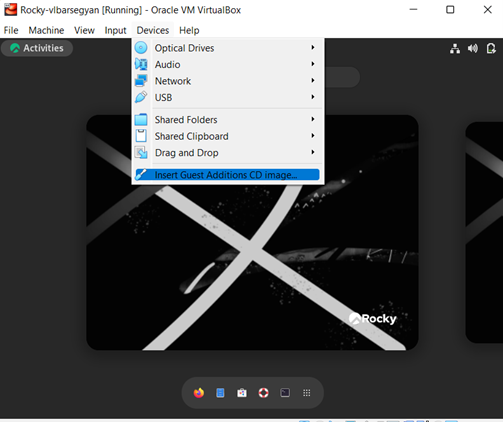 Rocky-vlbarsegyan [Running] - Oracle VM VirtualBox
File Machine View Input Devices Help
Activities
Optical Drives
Audio
Network
USB
Shared Folders
Shared Clipboard
Drag and Drop
Insert Guest Additions CD image...
Rocky